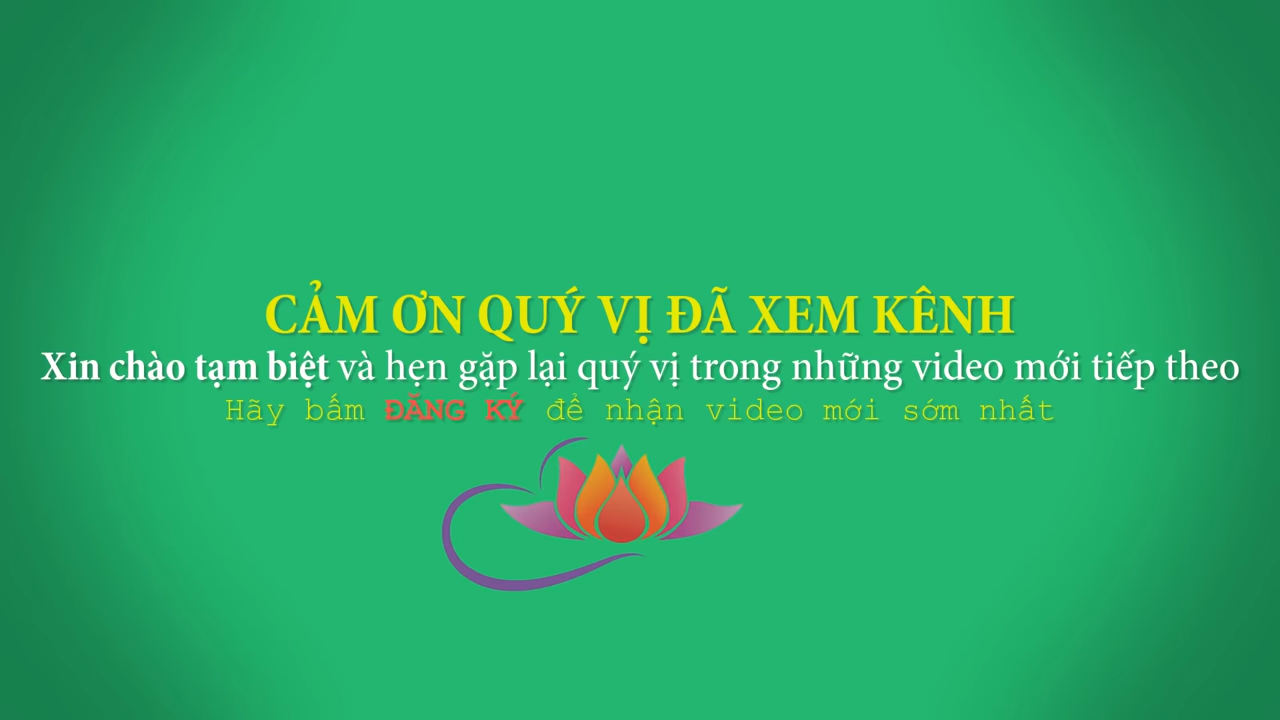 CẢM ƠN QUÝ VỊ ĐÃ XEM KÊNH
Xin chào tạm biệt và hẹn gặp lại quý vị trong những video mới tiếp theo
Hãy bấm ĐĂNG KÝ để nhận video mới sớm nhất